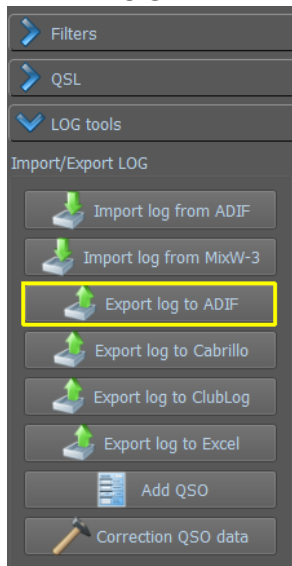 Filters
QSL
LOG tools
Import/Export LOG
Import log from ADIF
Import log from MixW-3
Export log to ADIF
Export log to Cabrillo
Export log to ClubLog
Export log to Excel
Add QSO
Correction QSO data